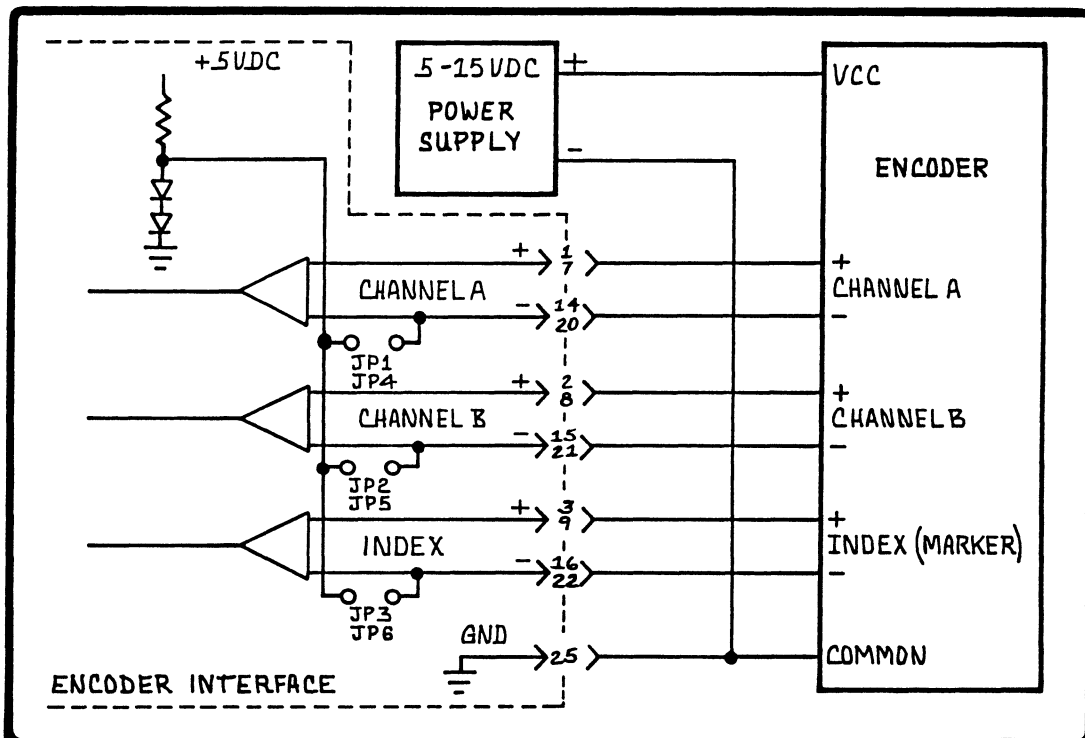 +5VDC
5-15VDC
POWER
SUPPLY
+
-
VCC
ENCODER
+
1
7
+
CHANNEL A
CHANNEL A
-
14
20
-
JP1
JP4
+
2
8
+
CHANNEL B
CHANNEL B
-
15
21
-
JP2
JP5
+
3
9
+
INDEX
INDEX (MARKER)
-
16
22
-
JP3
JP6
GND
25
COMMON
ENCODER INTERFACE